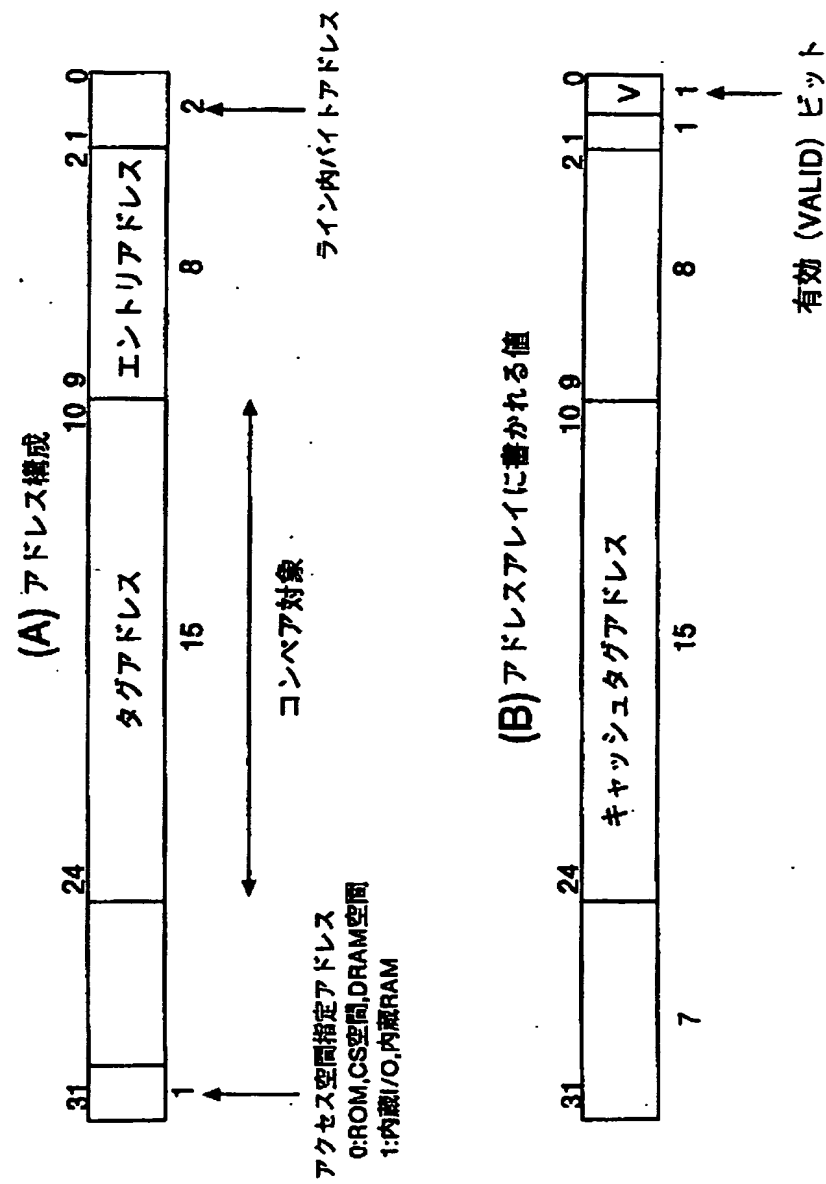 (A) アドレス構成
31 24 10 9 2 1 0
タグアドレス エントリアドレス
1 15 8 2
コンペア対象
アクセス空間指定アドレス
0:ROM,CS空間,DRAM空間
1:内蔵I/O,内蔵RAM
ライン内バイトアドレス
(B) アドレスアレイに書かれる値
31 24 10 9 2 1 0
キャッシュタグアドレス V
7 15 8 1 1
有効 (VALID) ビット